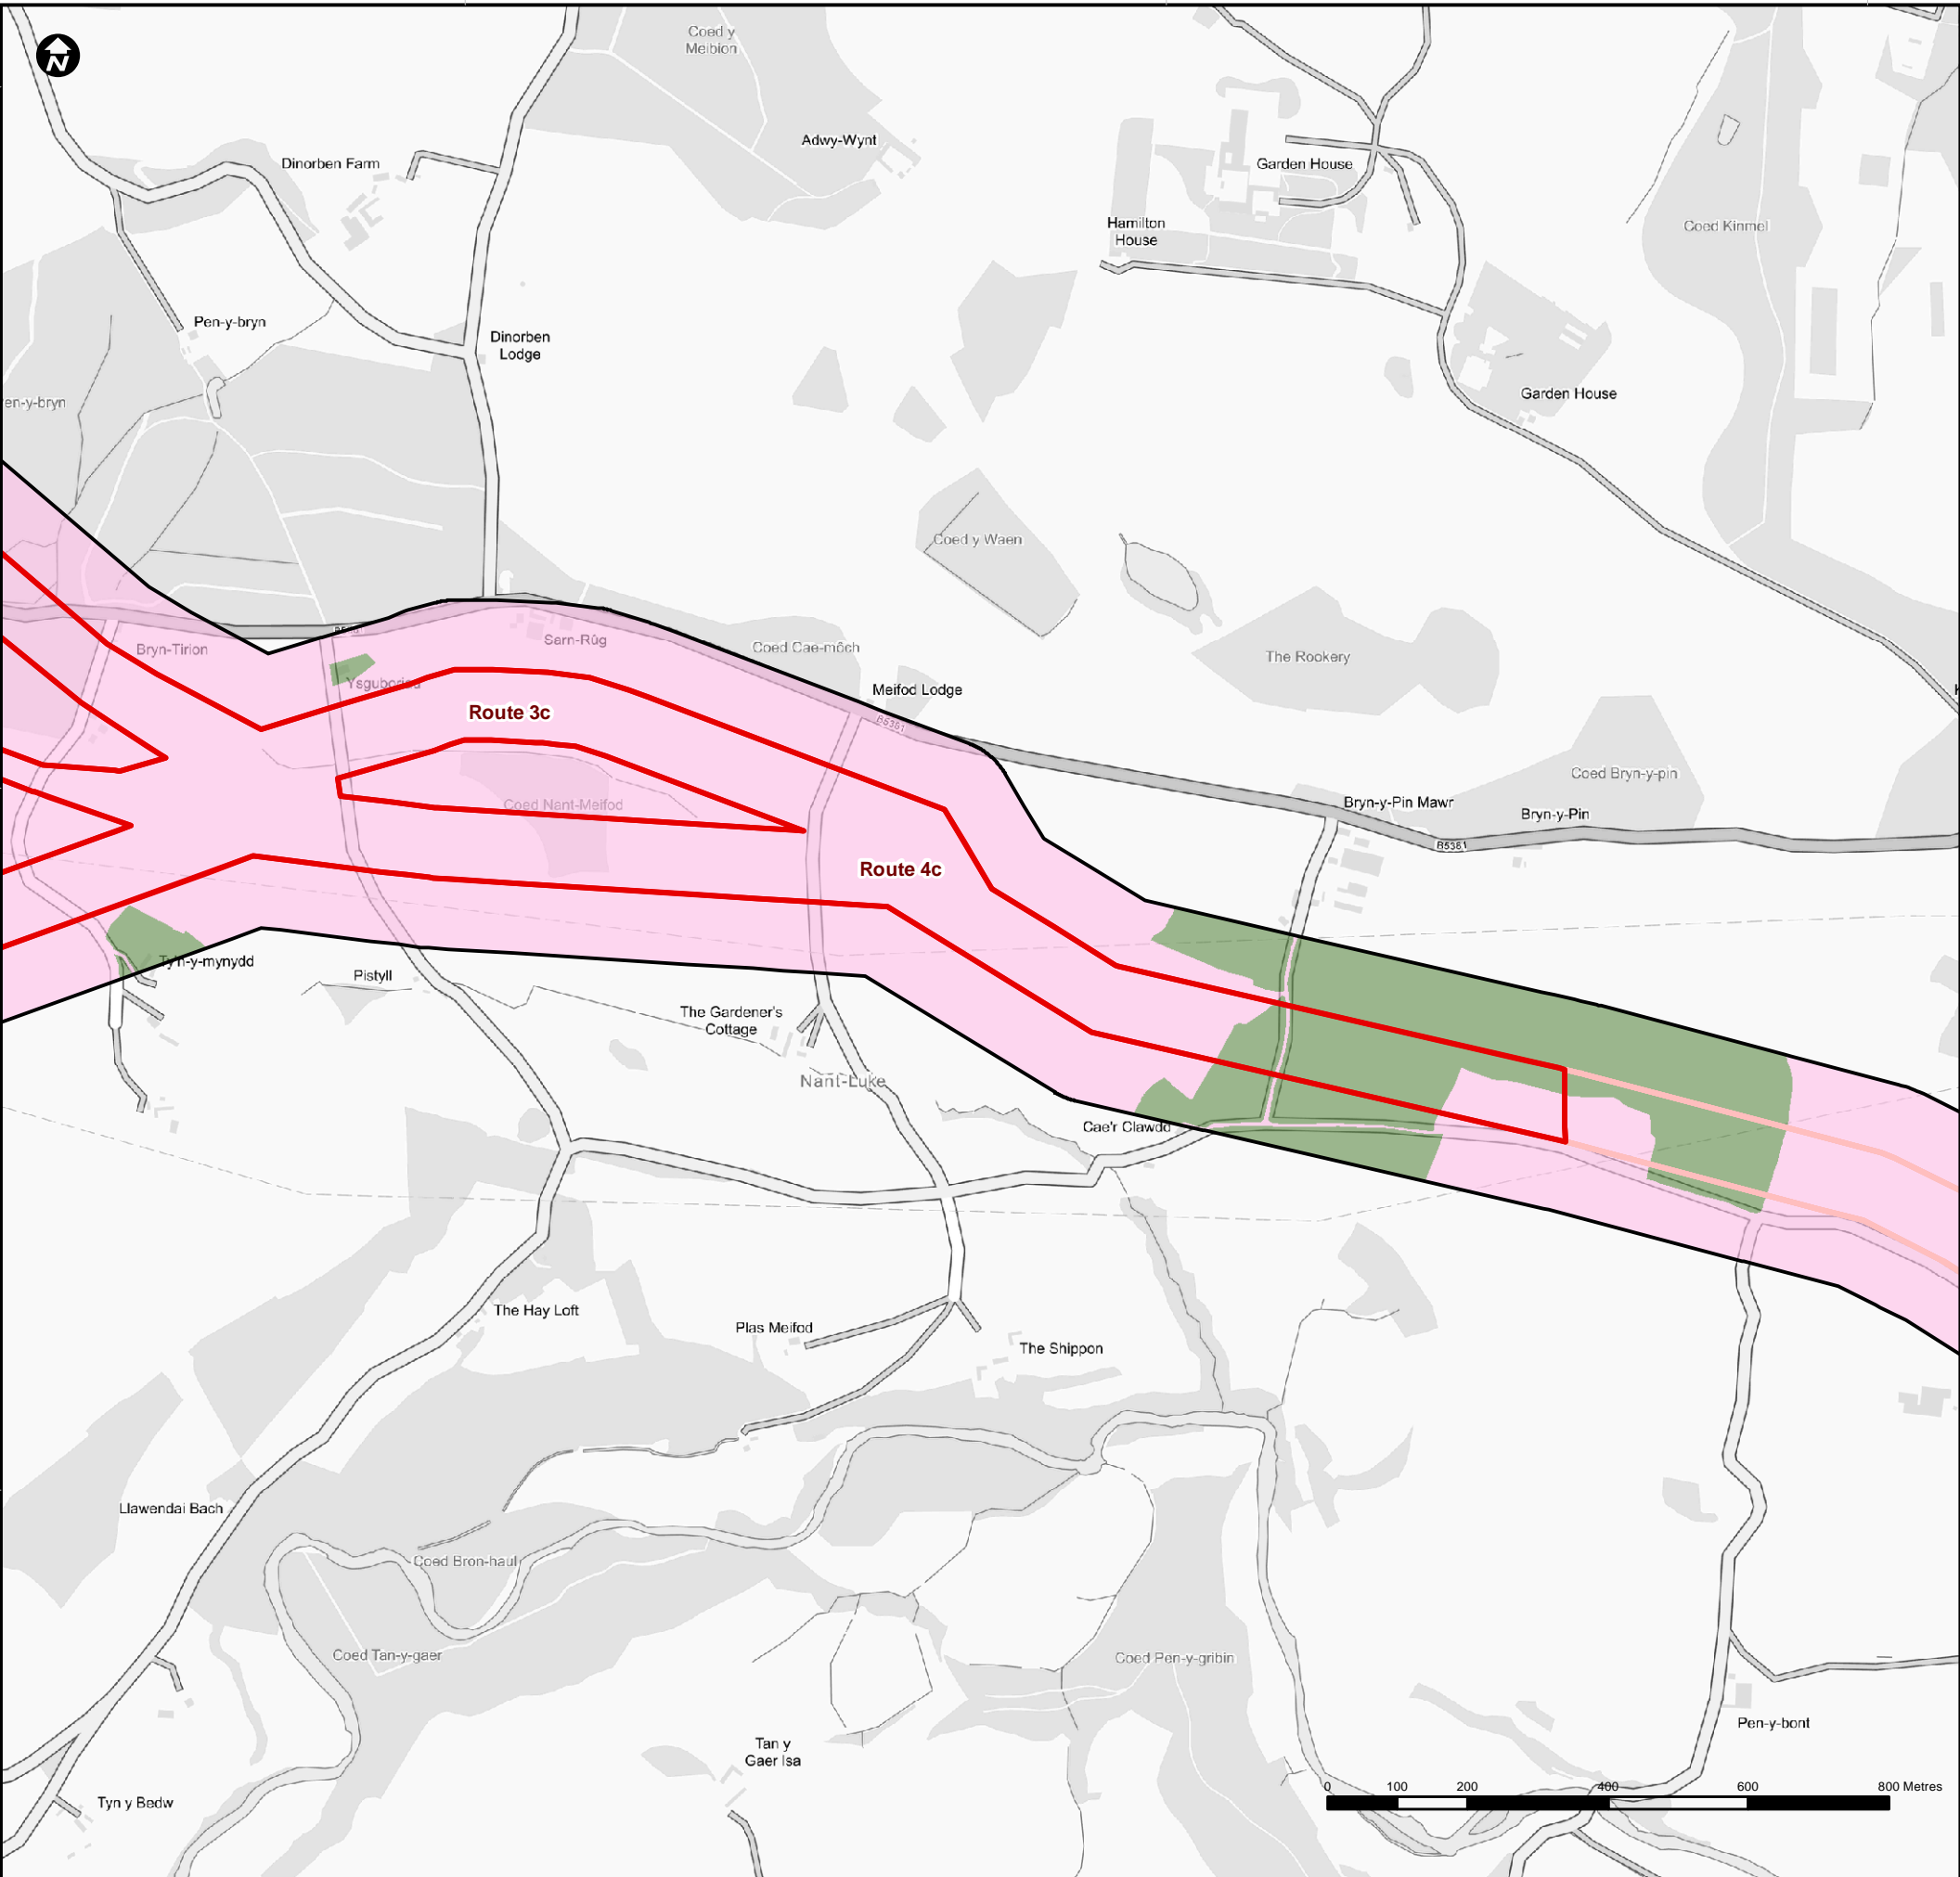 N
Coed y
Meibion
Adwy-Wynt
Dinorben Farm
Garden House
Hamilton
House
Coed Kinmel
Pen-y-bryn
Dinorben
Lodge
Garden House
en-y-bryn
Coed y Waen
Sarn-Rûg
Bryn-Tirion
Coed Cae-môch
The Rookery
Meifod Lodge
Route 3c
B5381
Coed Bryn-y-pin
Coed Nant-Meifod
Bryn-y-Pin Mawr
Bryn-y-Pin
B5381
Route 4c
Ty'n-y-mynydd
Pistyll
The Gardener's
Cottage
Nant-Luke
Cae'r Clawdd
The Hay Loft
Plas Meifod
The Shippon
Llawendai Bach
Coed Bron-haul
Coed Tan-y-gaer
Coed Pen-y-gribin
Pen-y-bont
Tan y
Gaer Isa
Tyn y Bedw
0 100 200 400 600 800 Metres